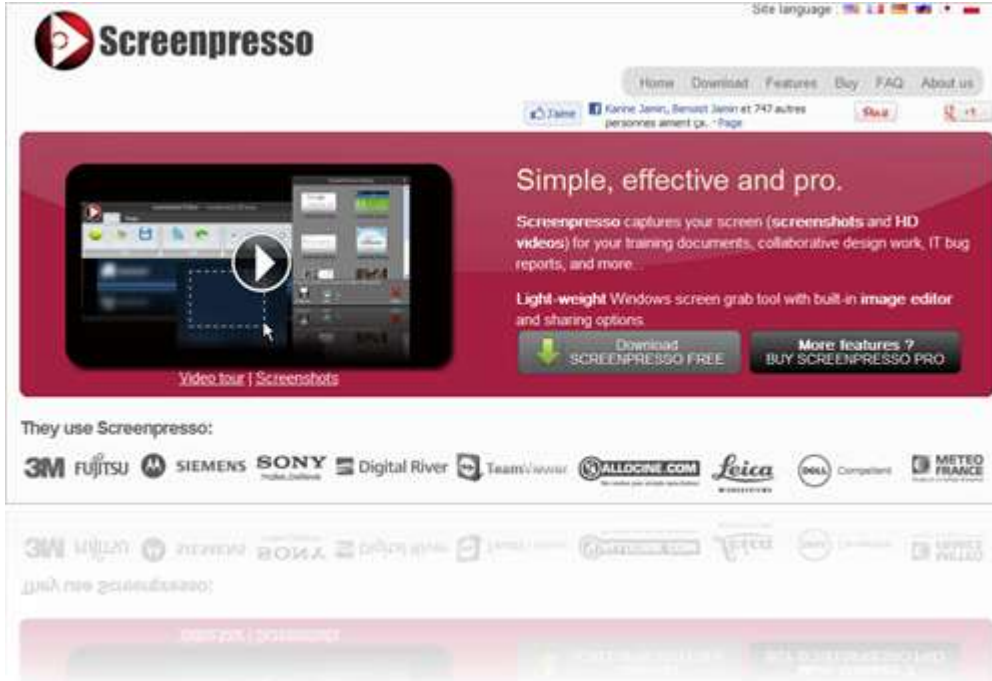 Site language :
Screenpresso
Home Download Features Buy FAQ About us
J'aime
Karine Janin, Benoist Janin et 747 autres
personnes aiment ça. · Page
+1
Simple, effective and pro.
Screenpresso captures your screen (screenshots and HD
videos) for your training documents, collaborative design work, IT bug
reports, and more.
Light-weight Windows screen grab tool with built-in image editor
and sharing options.
Download
SCREENPRESSO FREE
More features ?
BUY SCREENPRESSO PRO
Video tour | Screenshots
They use Screenpresso:
3M FUJITSU SIEMENS SONY Digital River TeamViewer ALLOCINE.COM Leica DELL Competent METEO FRANCE
MICROSYSTEMS